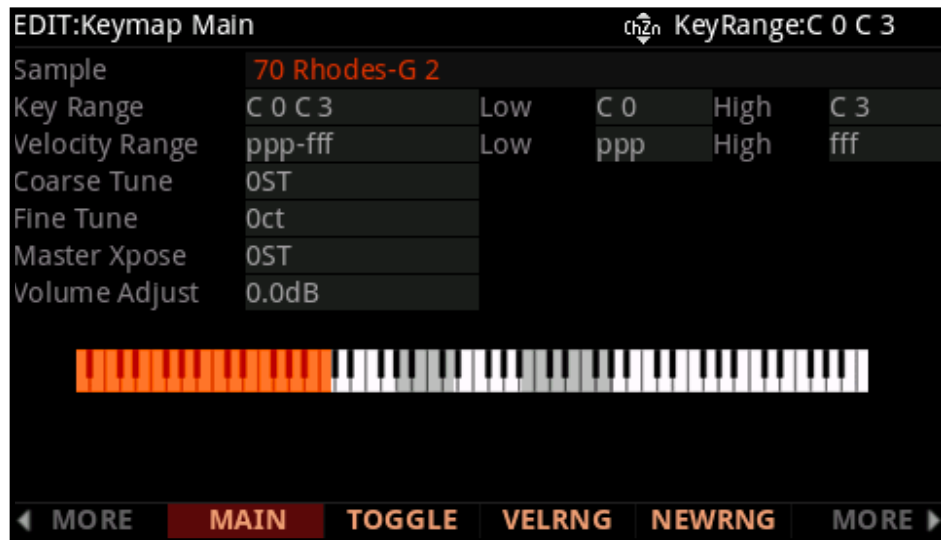 EDIT:Keymap Main ChZn KeyRange:C 0 C 3
Sample 70 Rhodes-G 2
Key Range C 0 C 3 Low C 0 High C 3
Velocity Range ppp-fff Low ppp High fff
Coarse Tune 0ST
Fine Tune 0ct
Master Xpose 0ST
Volume Adjust 0.0dB
MORE MAIN TOGGLE VELRNG NEWRNG MORE